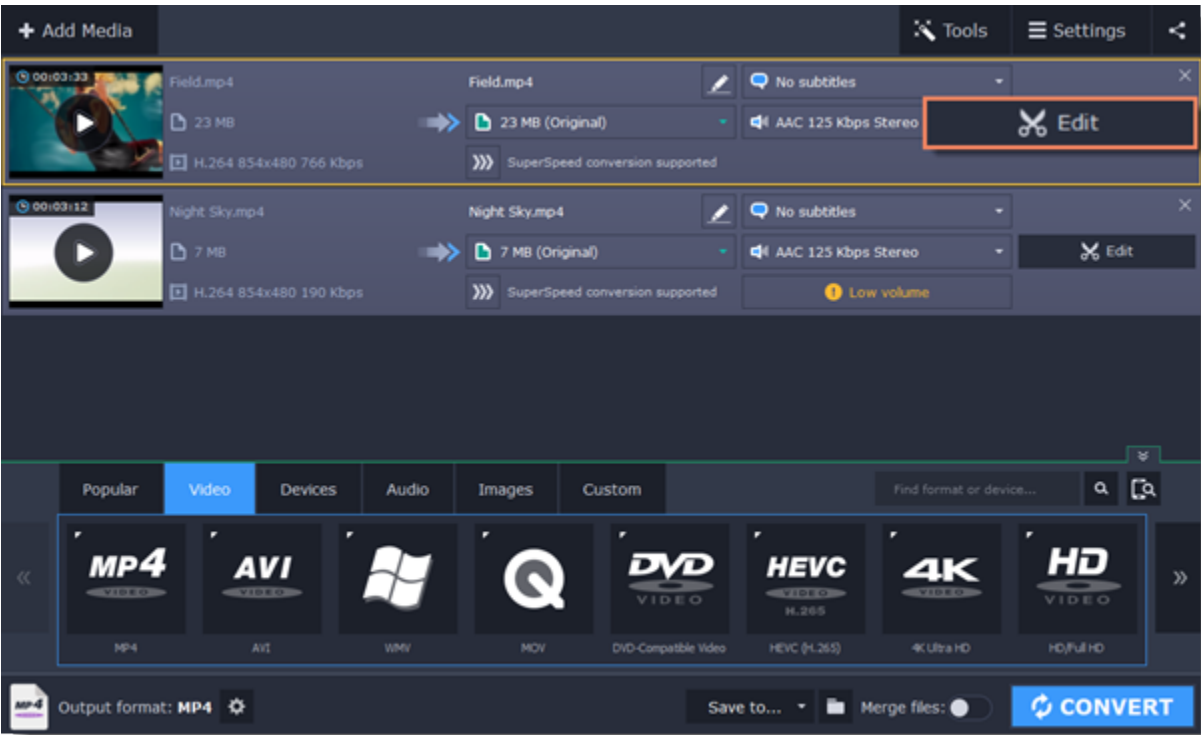 Add Media
Tools
Settings
00:03:33
Field.mp4
Field.mp4
No subtitles
23 MB
23 MB (Original)
AAC 125 Kbps Stereo
Edit
H.264 854x480 766 Kbps
SuperSpeed conversion supported
00:03:12
Night Sky.mp4
Night Sky.mp4
No subtitles
7 MB
7 MB (Original)
AAC 125 Kbps Stereo
Edit
H.264 854x480 190 Kbps
SuperSpeed conversion supported
Low volume
Popular
Video
Devices
Audio
Images
Custom
Find format or device...
MP4
VIDEO
AVI
VIDEO
DVD
VIDEO
HEVC
VIDEO
H.265
4K
VIDEO
HD
VIDEO
MP4
AVI
WMV
MOV
DVD-Compatible Video
HEVC (H.265)
4K Ultra HD
HD/Full HD
MP4
Output format: MP4
Save to...
Merge files:
CONVERT